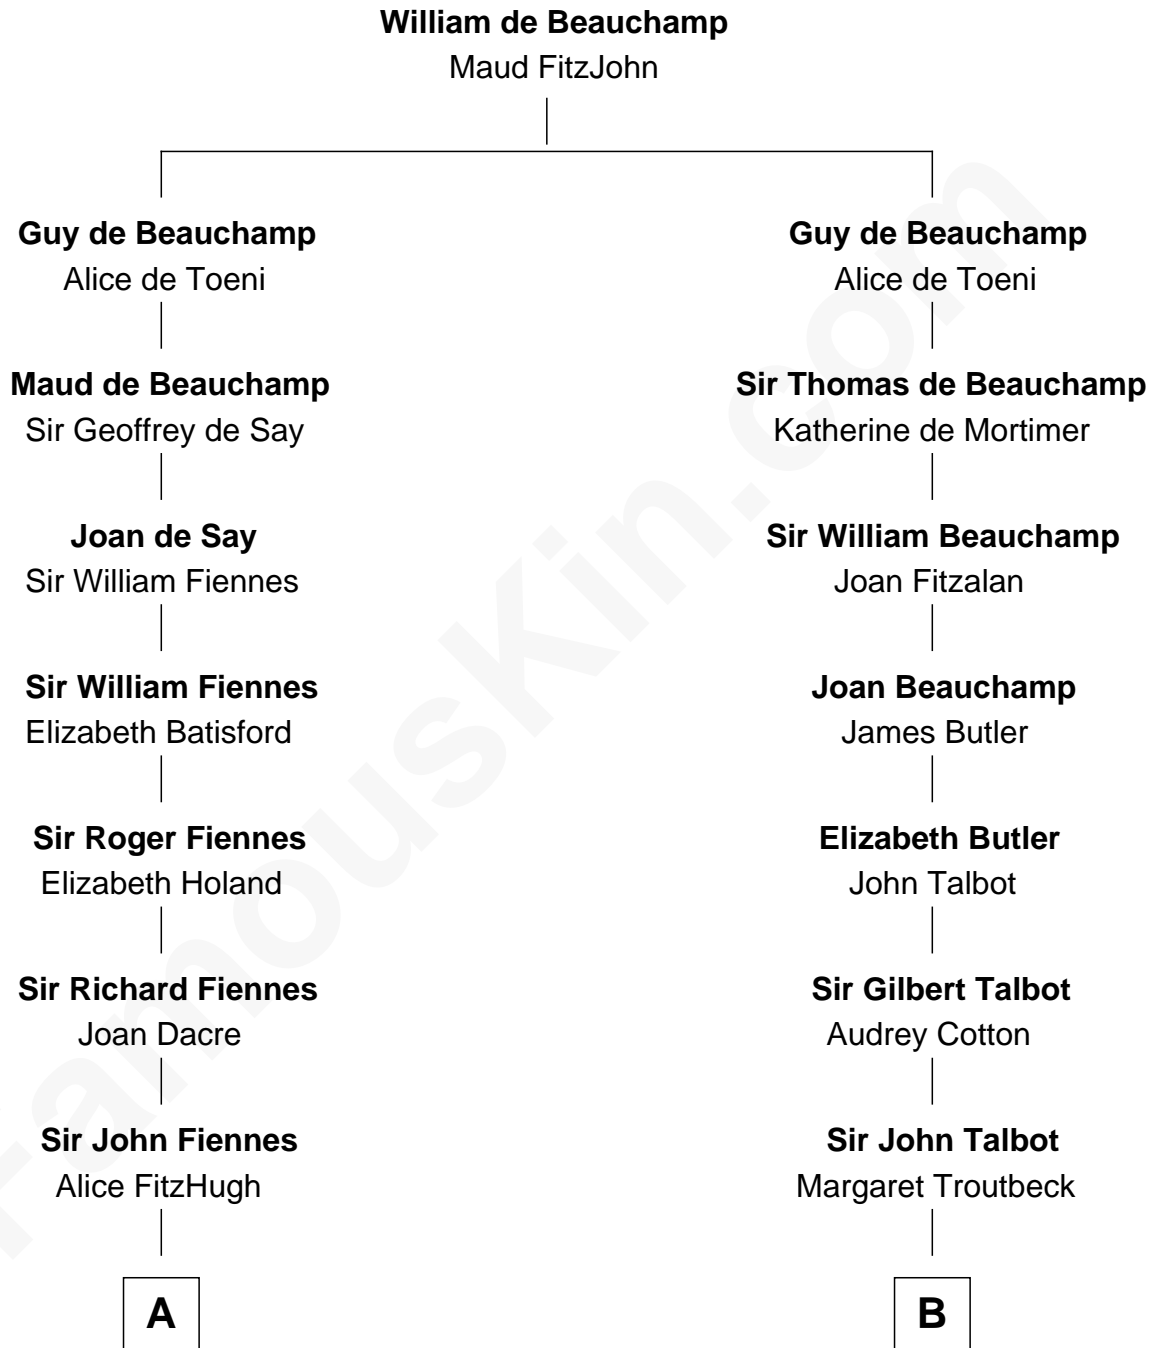 William de Beauchamp
Maud FitzJohn
Guy de Beauchamp
Alice de Toeni
Maud de Beauchamp
Sir Geoffrey de Say
Joan de Say
Sir William Fiennes
Sir William Fiennes
Elizabeth Batisford
Sir Roger Fiennes
Elizabeth Holand
Sir Richard Fiennes
Joan Dacre
Sir John Fiennes
Alice FitzHugh
A
Guy de Beauchamp
Alice de Toeni
Sir Thomas de Beauchamp
Katherine de Mortimer
Sir William Beauchamp
Joan Fitzalan
Joan Beauchamp
James Butler
Elizabeth Butler
John Talbot
Sir Gilbert Talbot
Audrey Cotton
Sir John Talbot
Margaret Troutbeck
B
FamousKin.com